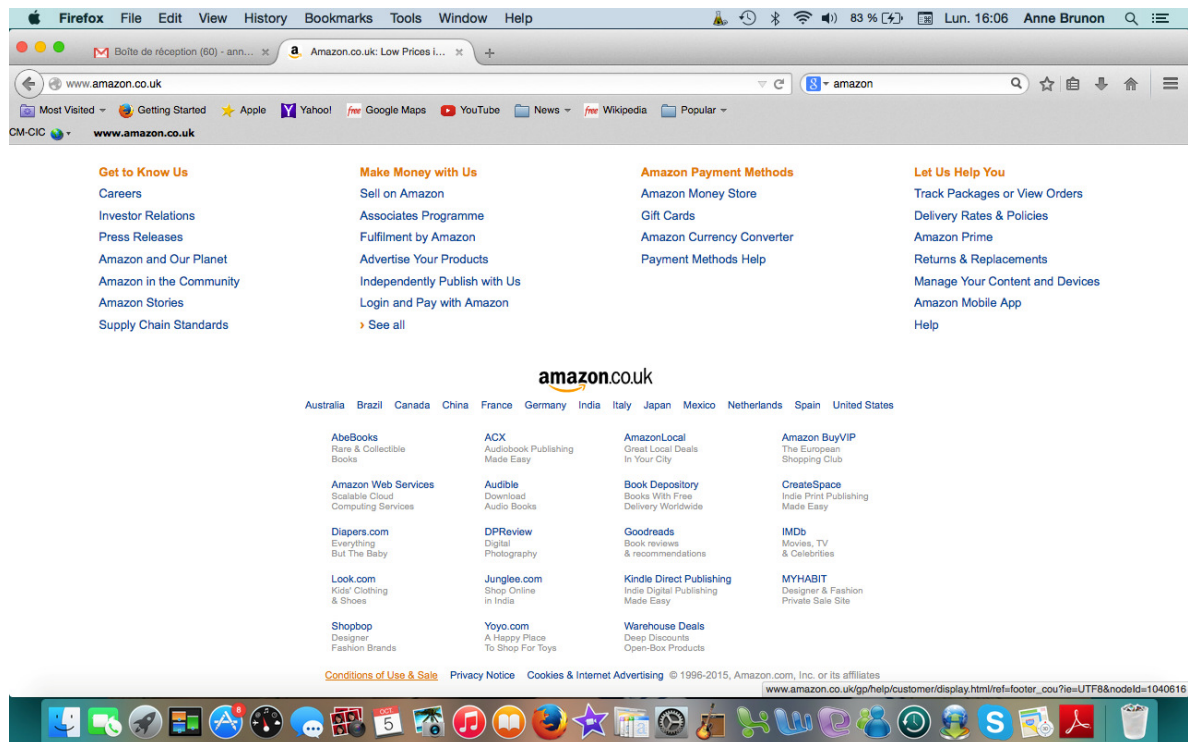 Firefox File Edit View History Bookmarks Tools Window Help 83 % Lun. 16:06 Anne Brunon
Boîte de réception (60) - ann... Amazon.co.uk: Low Prices i...
www.amazon.co.uk amazon
Most Visited Getting Started Apple Yahoo! Google Maps YouTube News Wikipedia Popular
CM-CIC www.amazon.co.uk
Get to Know Us
Careers
Investor Relations
Press Releases
Amazon and Our Planet
Amazon in the Community
Amazon Stories
Supply Chain Standards
Make Money with Us
Sell on Amazon
Associates Programme
Fulfilment by Amazon
Advertise Your Products
Independently Publish with Us
Login and Pay with Amazon
› See all
Amazon Payment Methods
Amazon Money Store
Gift Cards
Amazon Currency Converter
Payment Methods Help
Let Us Help You
Track Packages or View Orders
Delivery Rates & Policies
Amazon Prime
Returns & Replacements
Manage Your Content and Devices
Amazon Mobile App
Help
amazon.co.uk
Australia Brazil Canada China France Germany India Italy Japan Mexico Netherlands Spain United States
AbeBooks
Rare & Collectible
Books
ACX
Audiobook Publishing
Made Easy
AmazonLocal
Great Local Deals
In Your City
Amazon BuyVIP
The European
Shopping Club
Amazon Web Services
Scalable Cloud
Computing Services
Audible
Download
Audio Books
Book Depository
Books With Free
Delivery Worldwide
CreateSpace
Indie Print Publishing
Made Easy
Diapers.com
Everything
But The Baby
DPReview
Digital
Photography
Goodreads
Book reviews
& recommendations
IMDb
Movies, TV
& Celebrities
Look.com
Kids' Clothing
& Shoes
Junglee.com
Shop Online
in India
Kindle Direct Publishing
Indie Digital Publishing
Made Easy
MYHABIT
Designer & Fashion
Private Sale Site
Shopbop
Designer
Fashion Brands
Yoyo.com
A Happy Place
To Shop For Toys
Warehouse Deals
Deep Discounts
Open-Box Products
Conditions of Use & Sale Privacy Notice Cookies & Internet Advertising © 1996-2015, Amazon.com, Inc. or its affiliates
www.amazon.co.uk/gp/help/customer/display.html/ref=footer_cou?ie=UTF8&nodeId=1040616
OCT
5
8